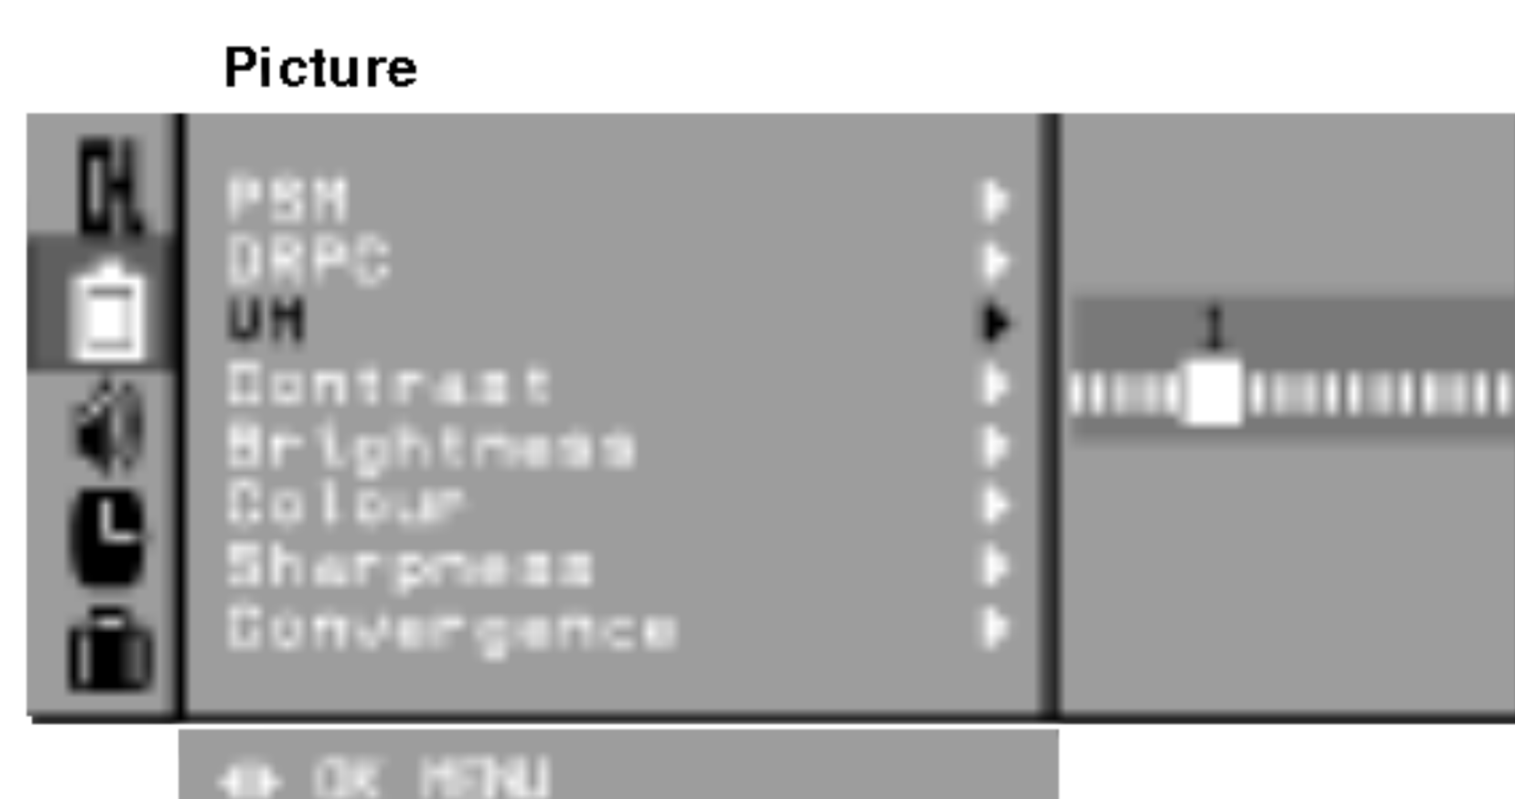 Picture
PSM
DRPC
VM
1
Contrast
Brightness
Colour
Sharpness
Convergence
OK MENU